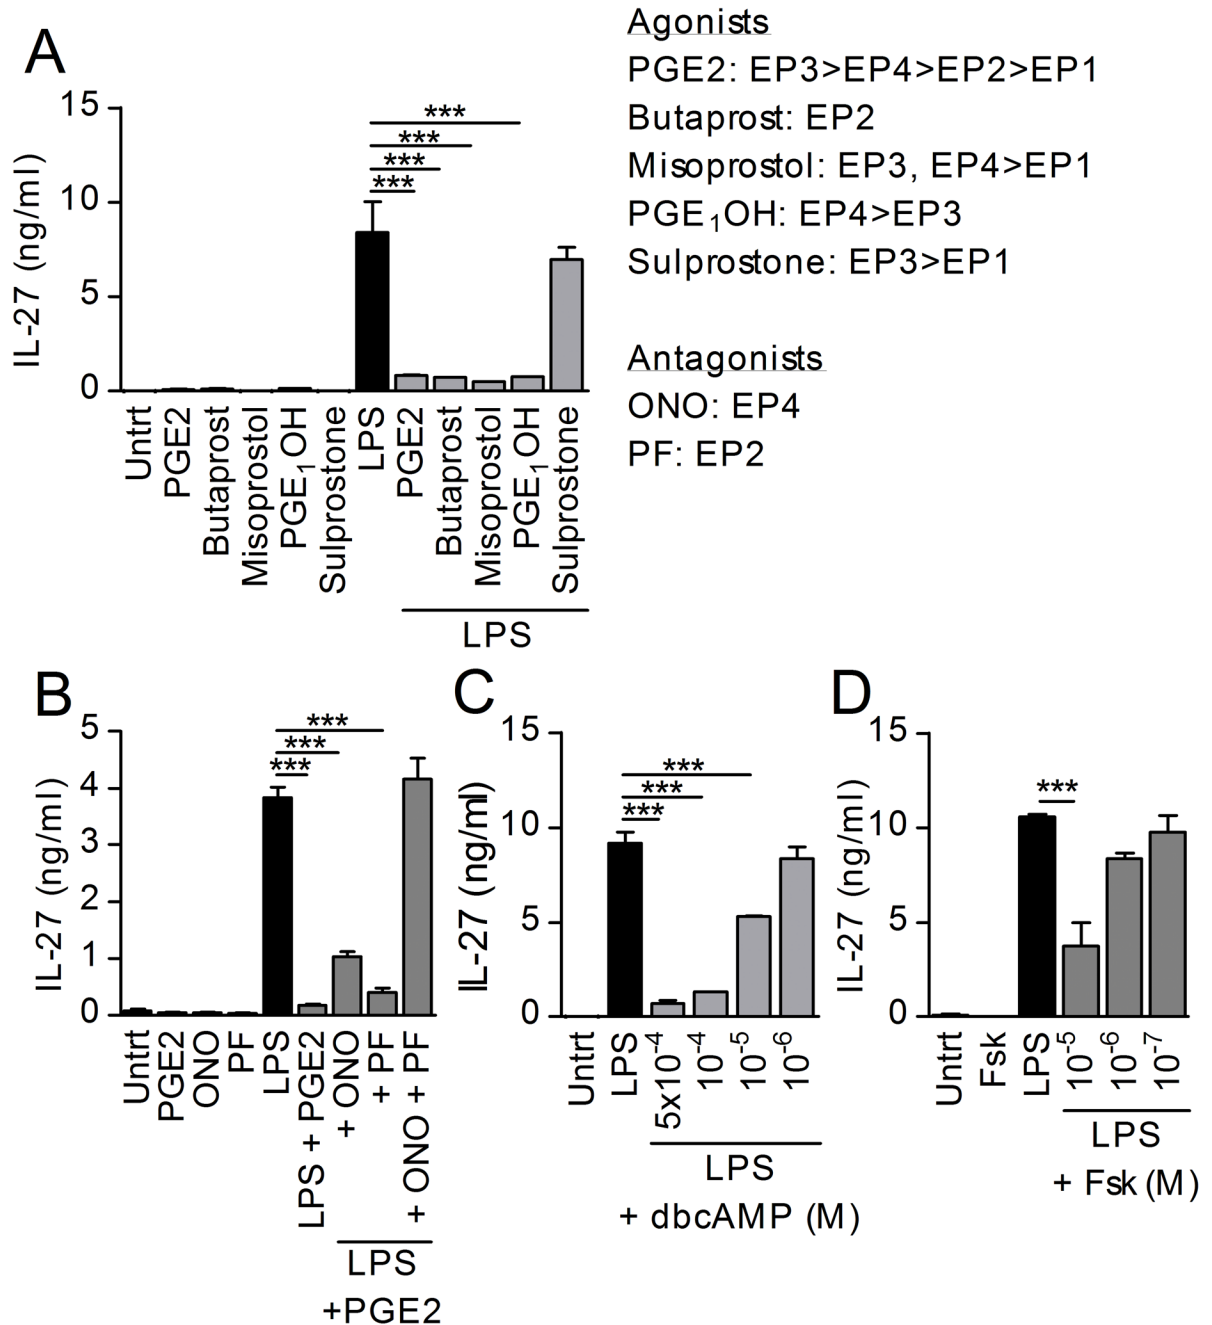 A
Agonists
PGE2: EP3>EP4>EP2>EP1
Butaprost: EP2
Misoprostol: EP3, EP4>EP1
PGE₁OH: EP4>EP3
Sulprostone: EP3>EP1
Antagonists
ONO: EP4
PF: EP2
IL-27 (ng/ml)
15
10
5
0
***
***
***
***
Untrt
PGE2
Butaprost
Misoprostol
PGE₁OH
Sulprostone
LPS
PGE2
Butaprost
Misoprostol
PGE₁OH
Sulprostone
LPS
B
IL-27 (ng/ml)
5
4
3
2
1
0
***
***
***
Untrt
PGE2
ONO
PF
LPS
LPS + PGE2
+ ONO
+ PF
+ ONO + PF
LPS
+PGE2
C
IL-27 (ng/ml)
15
10
5
0
***
***
***
Untrt
LPS
5x10⁻⁴
10⁻⁴
10⁻⁵
10⁻⁶
LPS
+ dbcAMP (M)
D
IL-27 (ng/ml)
15
10
5
0
***
Untrt
Fsk
LPS
10⁻⁵
10⁻⁶
10⁻⁷
LPS
+ Fsk (M)